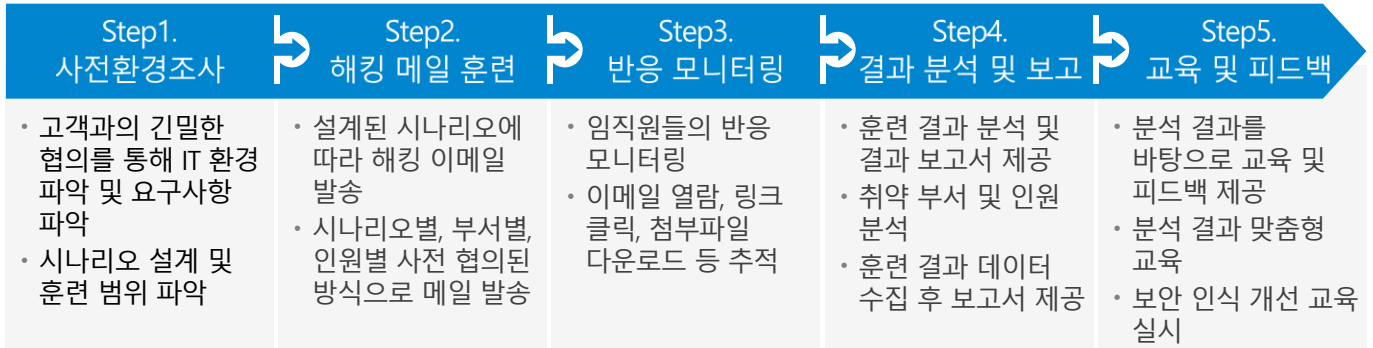 Step1.
사전환경조사
Step2.
해킹 메일 훈련
Step3.
반응 모니터링
Step4.
결과 분석 및 보고
Step5.
교육 및 피드백
• 고객과의 긴밀한
협의를 통해 IT 환경
파악 및 요구사항
파악
• 시나리오 설계 및
훈련 범위 파악
• 설계된 시나리오에
따라 해킹 이메일
발송
• 시나리오별, 부서별,
인원별 사전 협의된
방식으로 메일 발송
• 임직원들의 반응
모니터링
• 이메일 열람, 링크
클릭, 첨부파일
다운로드 등 추적
• 훈련 결과 분석 및
결과 보고서 제공
• 취약 부서 및 인원
분석
• 훈련 결과 데이터
수집 후 보고서 제공
• 분석 결과를
바탕으로 교육 및
피드백 제공
• 분석 결과 맞춤형
교육
• 보안 인식 개선 교육
실시